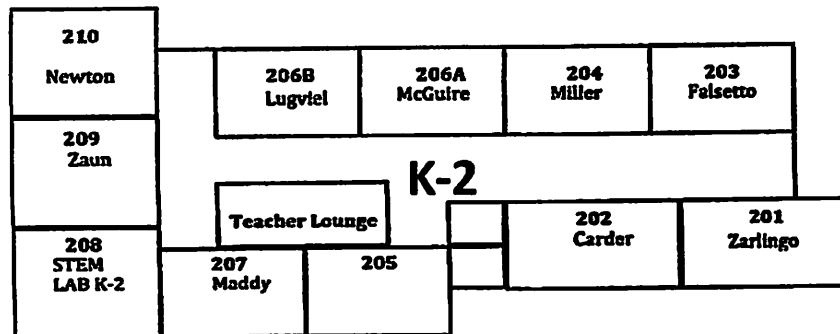 210
Newton
206B
Lugviel
206A
McGuire
204
Miller
203
Falsetto
209
Zaun
K-2
Teacher Lounge
202
Carder
201
Zarlingo
208
STEM
LAB K-2
207
Maddy
205